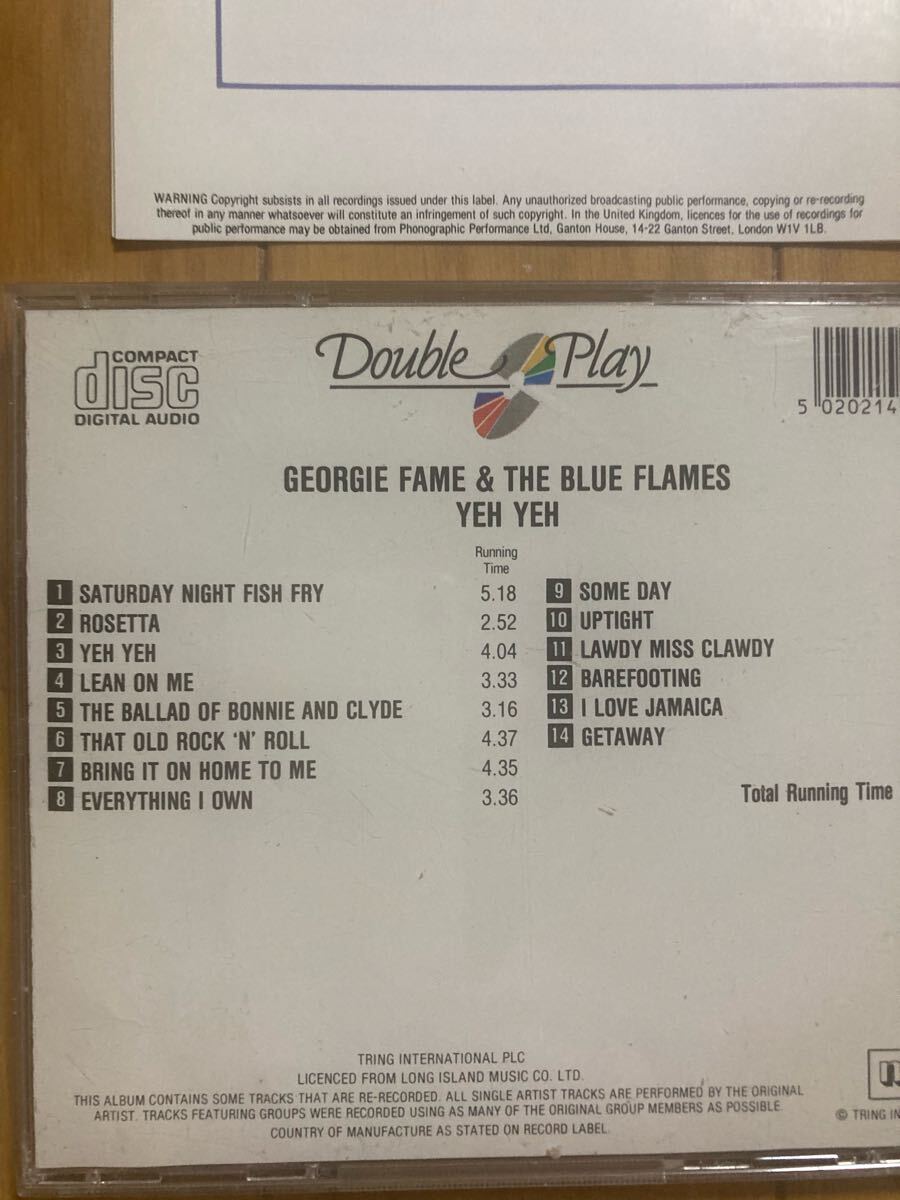 WARNING Copyright subsists in all recordings issued under this label. Any unauthorized broadcasting public performance, copying or re-recording
thereof in any manner whatsoever will constitute an infringement of such copyright. In the United Kingdom, licences for the use of recordings for
public performance may be obtained from Phonographic Performance Ltd, Ganton House, 14-22 Ganton Street, London W1V 1LB.
COMPACT
disc
DIGITAL AUDIO
Double Play
5 020214
GEORGIE FAME & THE BLUE FLAMES
YEH YEH
Running
Time
1 SATURDAY NIGHT FISH FRY 5.18
2 ROSETTA 2.52
3 YEH YEH 4.04
4 LEAN ON ME 3.33
5 THE BALLAD OF BONNIE AND CLYDE 3.16
6 THAT OLD ROCK ‘N’ ROLL 4.37
7 BRING IT ON HOME TO ME 4.35
8 EVERYTHING I OWN 3.36
9 SOME DAY
10 UPTIGHT
11 LAWDY MISS CLAWDY
12 BAREFOOTING
13 I LOVE JAMAICA
14 GETAWAY
Total Running Time
TRING INTERNATIONAL PLC
LICENCED FROM LONG ISLAND MUSIC CO. LTD.
THIS ALBUM CONTAINS SOME TRACKS THAT ARE RE-RECORDED. ALL SINGLE ARTIST TRACKS ARE PERFORMED BY THE ORIGINAL
ARTIST. TRACKS FEATURING GROUPS WERE RECORDED USING AS MANY OF THE ORIGINAL GROUP MEMBERS AS POSSIBLE.
COUNTRY OF MANUFACTURE AS STATED ON RECORD LABEL.
© TRING IN